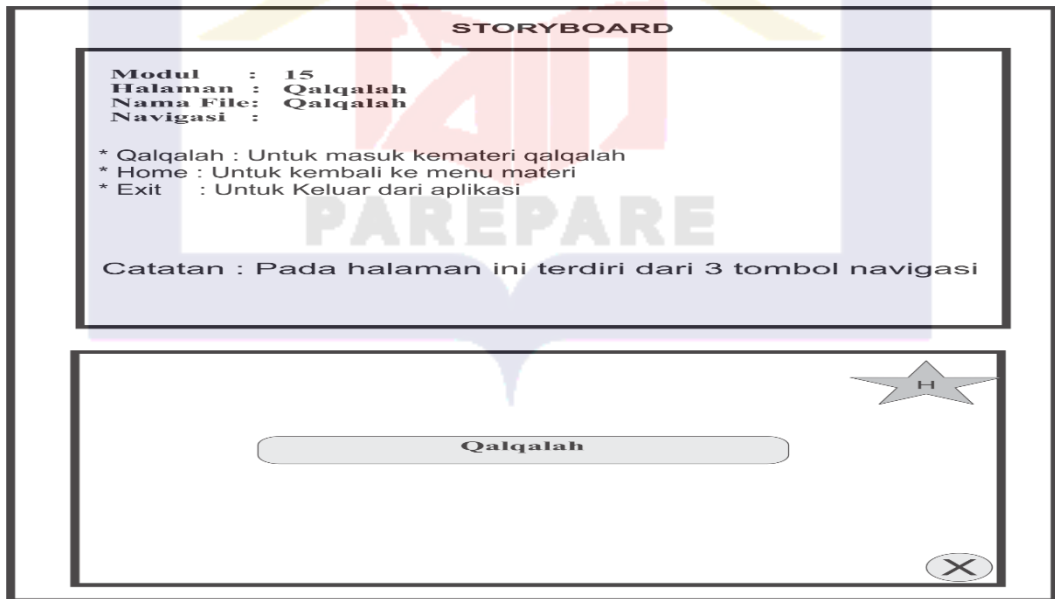 STORYBOARD
Modul : 15
Halaman : Qalqalah
Nama File: Qalqalah
Navigasi :
* Qalqalah : Untuk masuk kemateri qalqalah
* Home : Untuk kembali ke menu materi
* Exit : Untuk Keluar dari aplikasi
PAREPARE
Catatan : Pada halaman ini terdiri dari 3 tombol navigasi
H
Qalqalah
X